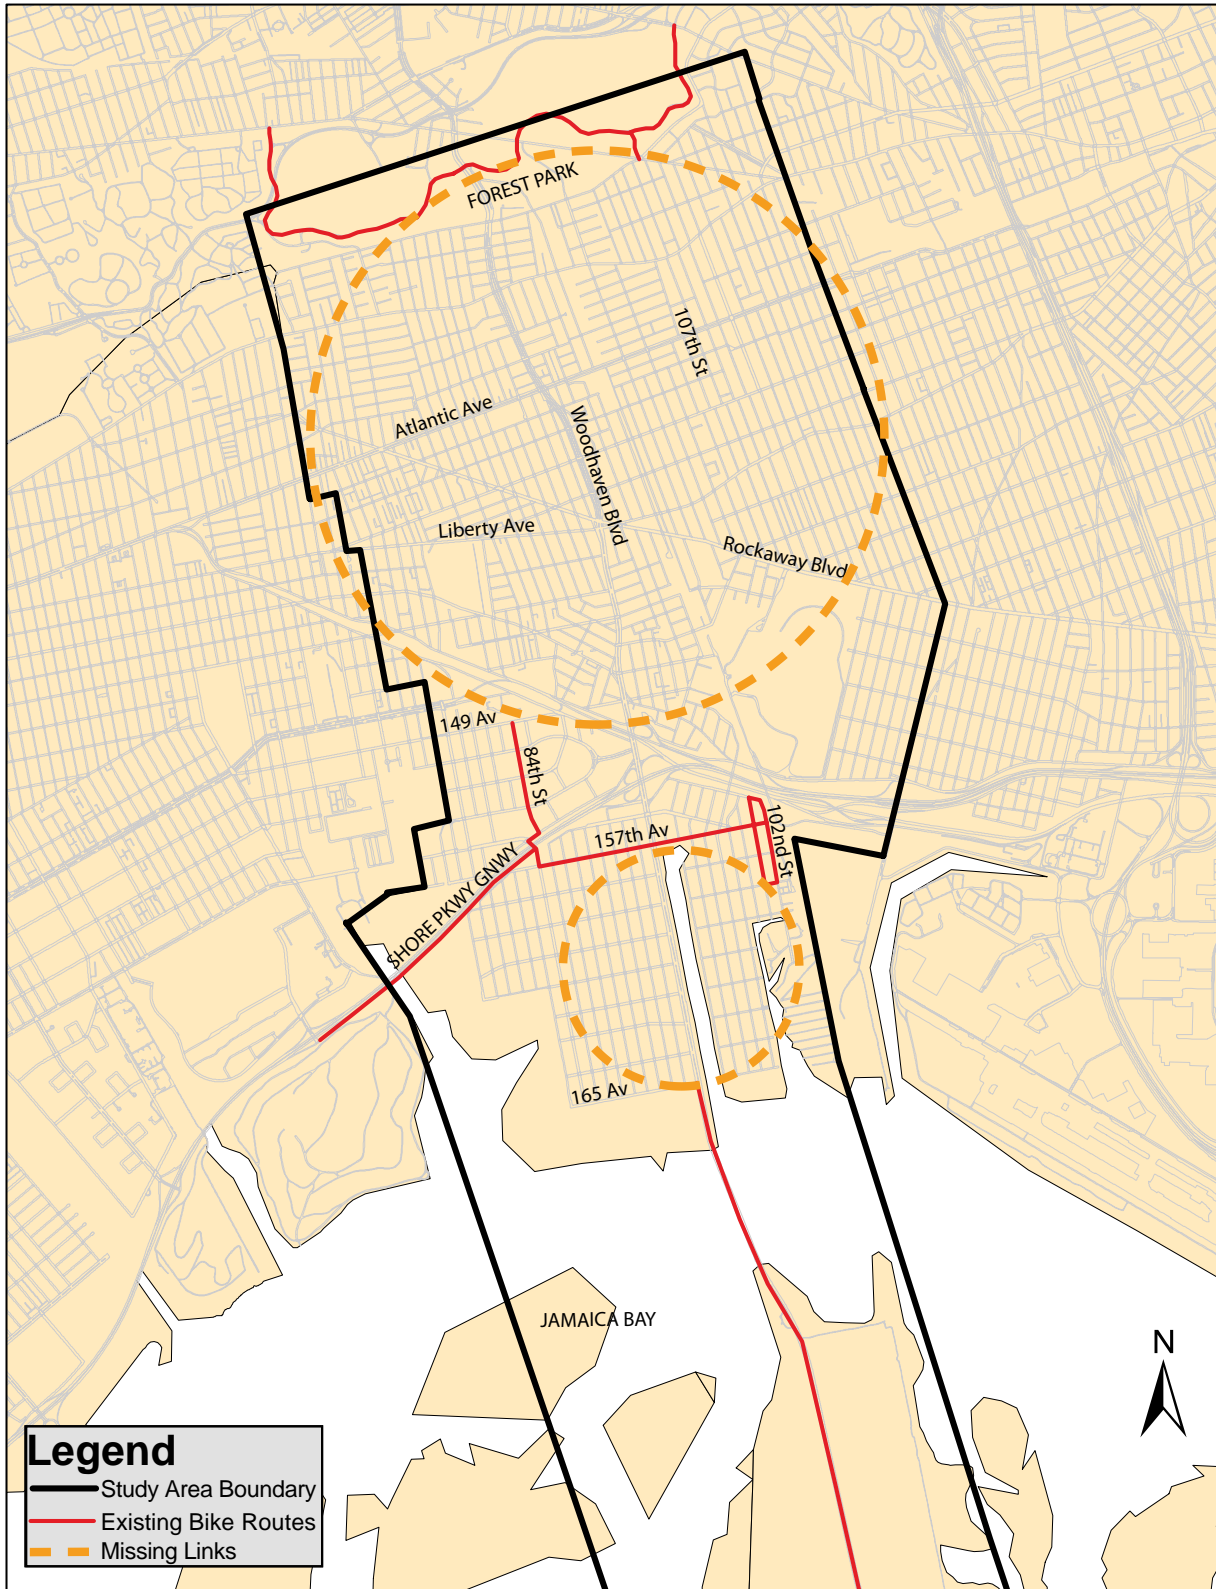 FOREST PARK
107th St
Atlantic Ave
Woodhaven Blvd
Liberty Ave
Rockaway Blvd
149 Av
84th St
157th Av
102nd St
SHORE PKWY GNWY
165 Av
JAMAICA BAY
N
Legend
Study Area Boundary
Existing Bike Routes
Missing Links